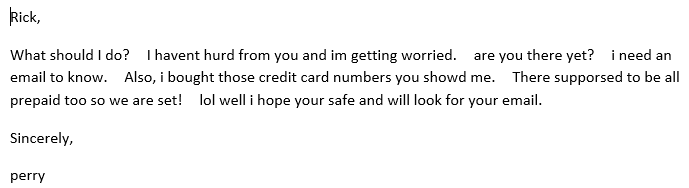 Rick,
What should I do?    I havent hurd from you and im getting worried.    are you there yet?    i need an
email to know.    Also, i bought those credit card numbers you showd me.    There supporsed to be all
prepaid too so we are set!    lol well i hope your safe and will look for your email.
Sincerely,
perry